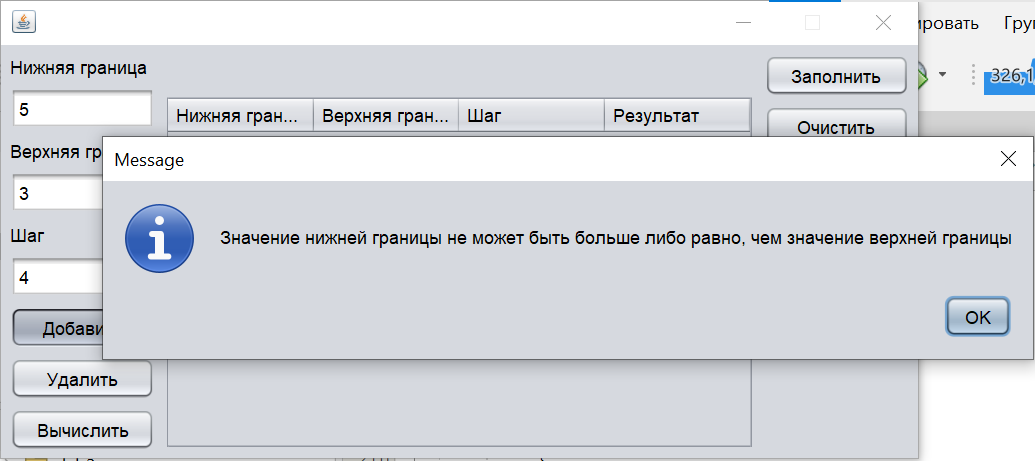 ировать Гру
326,1
Нижняя граница
5
Верхняя гр
3
Шаг
4
Добави
Удалить
Вычислить
Нижняя гран... Верхняя гран... Шаг Результат
Заполнить
Очистить
Message
Значение нижней границы не может быть больше либо равно, чем значение верхней границы
OK